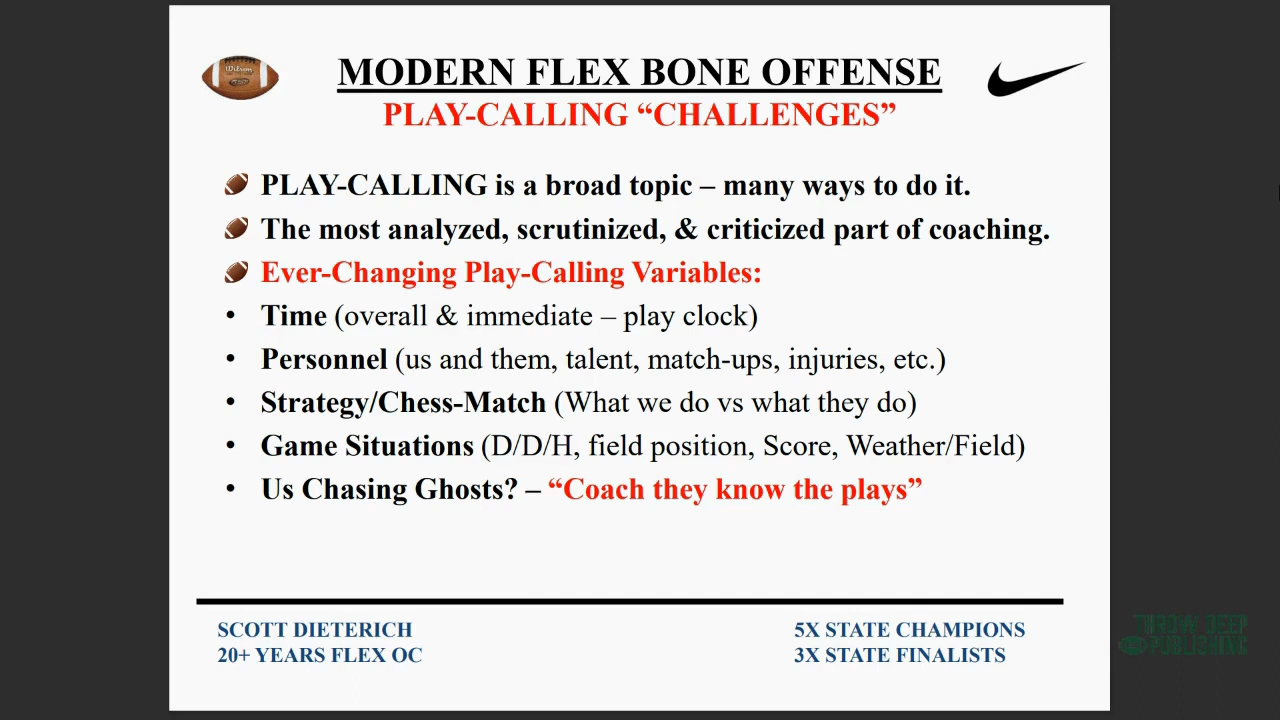 MODERN FLEX BONE OFFENSE
PLAY-CALLING “CHALLENGES”
PLAY-CALLING is a broad topic – many ways to do it.
The most analyzed, scrutinized, & criticized part of coaching.
Ever-Changing Play-Calling Variables:
• Time (overall & immediate – play clock)
• Personnel (us and them, talent, match-ups, injuries, etc.)
• Strategy/Chess-Match (What we do vs what they do)
• Game Situations (D/D/H, field position, Score, Weather/Field)
• Us Chasing Ghosts? – “Coach they know the plays”
SCOTT DIETERICH
20+ YEARS FLEX OC
5X STATE CHAMPIONS
3X STATE FINALISTS
THROW DEEP
PUBLISHING
Wilson